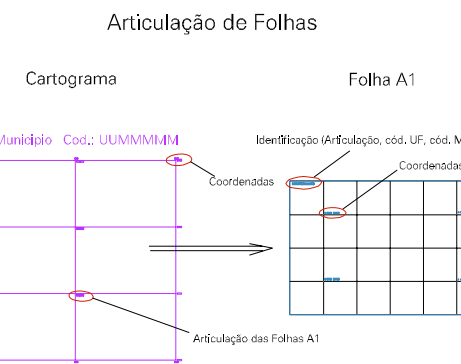 Articulação de Folhas
Cartograma
Folha A1
Município Cod.: UUMMMMM
Identificação (Articulação, cód. UF, cód. M
Coordenadas
Coordenadas
Articulação das Folhas A1